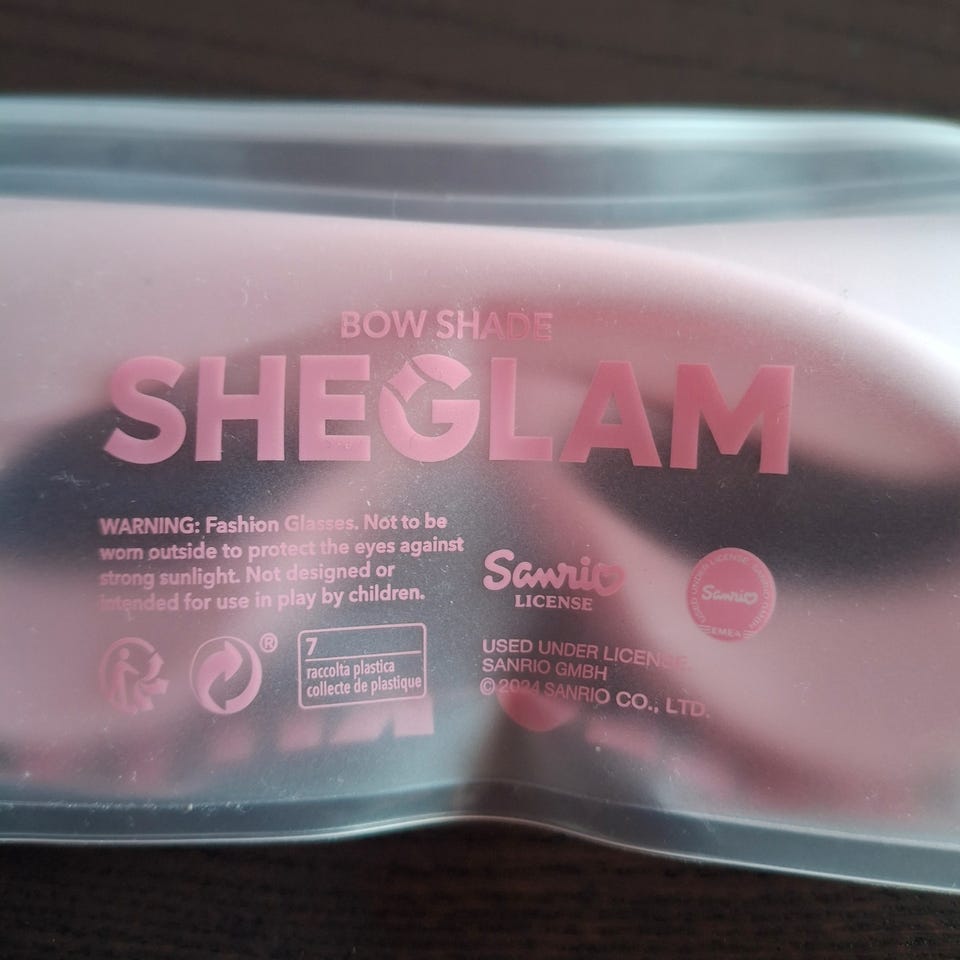 BOW SHADE
SHEGLAM
WARNING: Fashion Glasses. Not to be
worn outside to protect the eyes against
strong sunlight. Not designed or
intended for use in play by children.
®
7
raccolta plastica
collecte de plastique
Sanrio
LICENSE
USED UNDER LICENSE.
SANRIO GMBH
© 2024 SANRIO CO., LTD.
Sanrio
EMEA